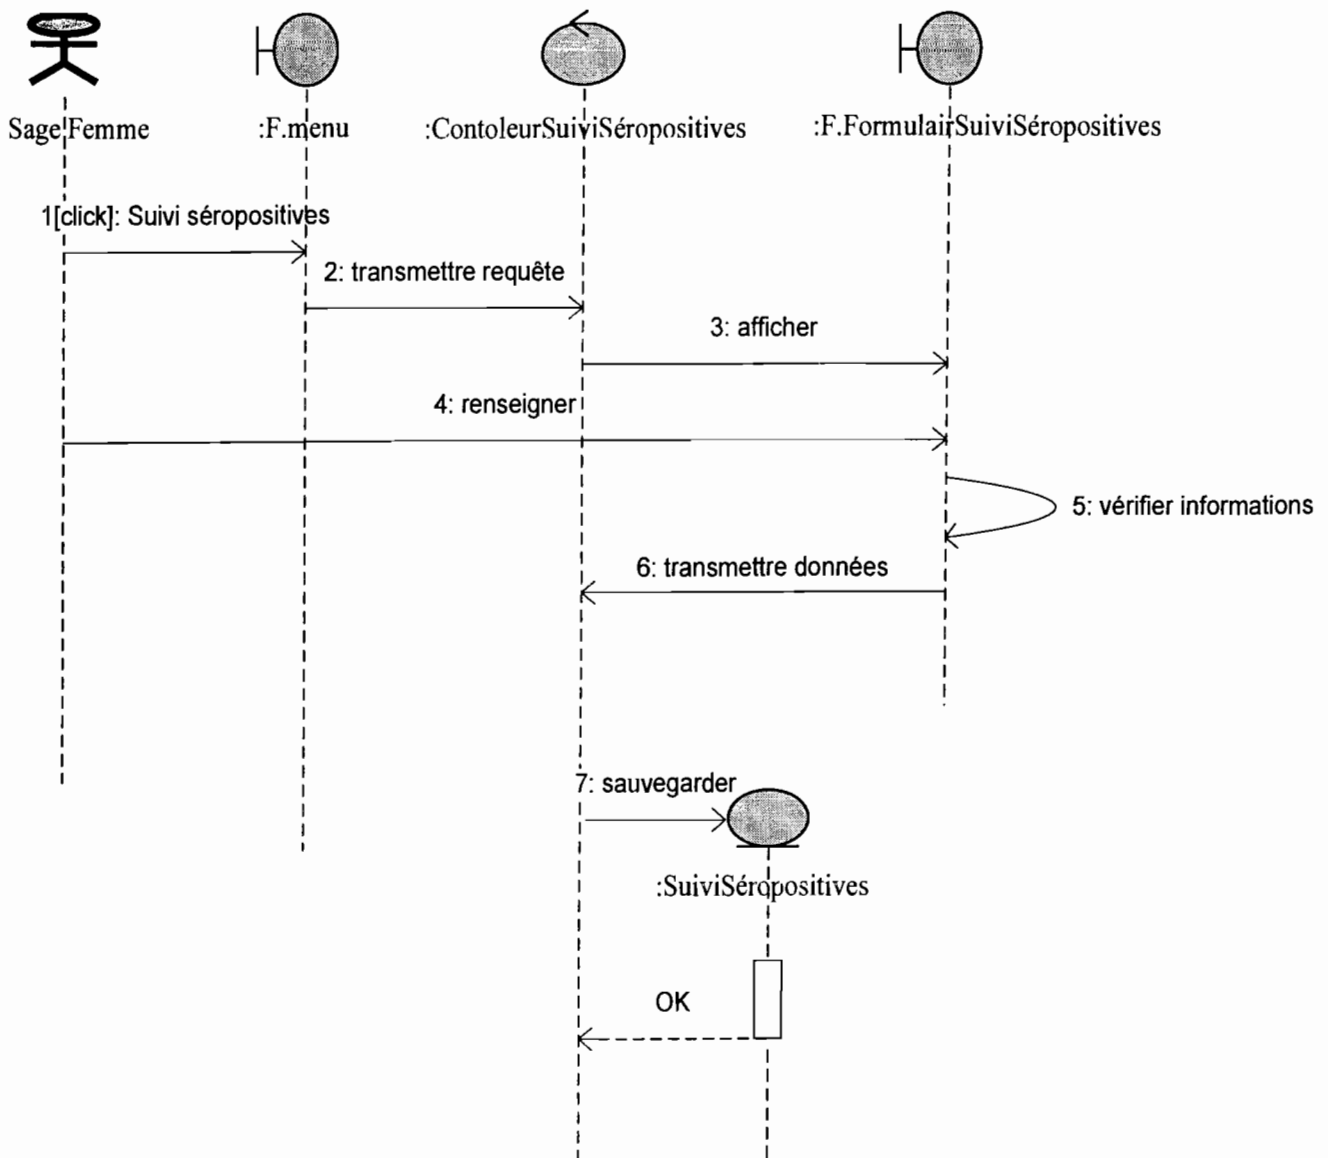 Sage Femme
:F.menu
:ContoleurSuiviSéropositives
:F.FormulairSuiviSéropositives
1[click]: Suivi séropositives
2: transmettre requête
3: afficher
4: renseigner
5: vérifier informations
6: transmettre données
7: sauvegarder
:SuiviSéropositives
OK